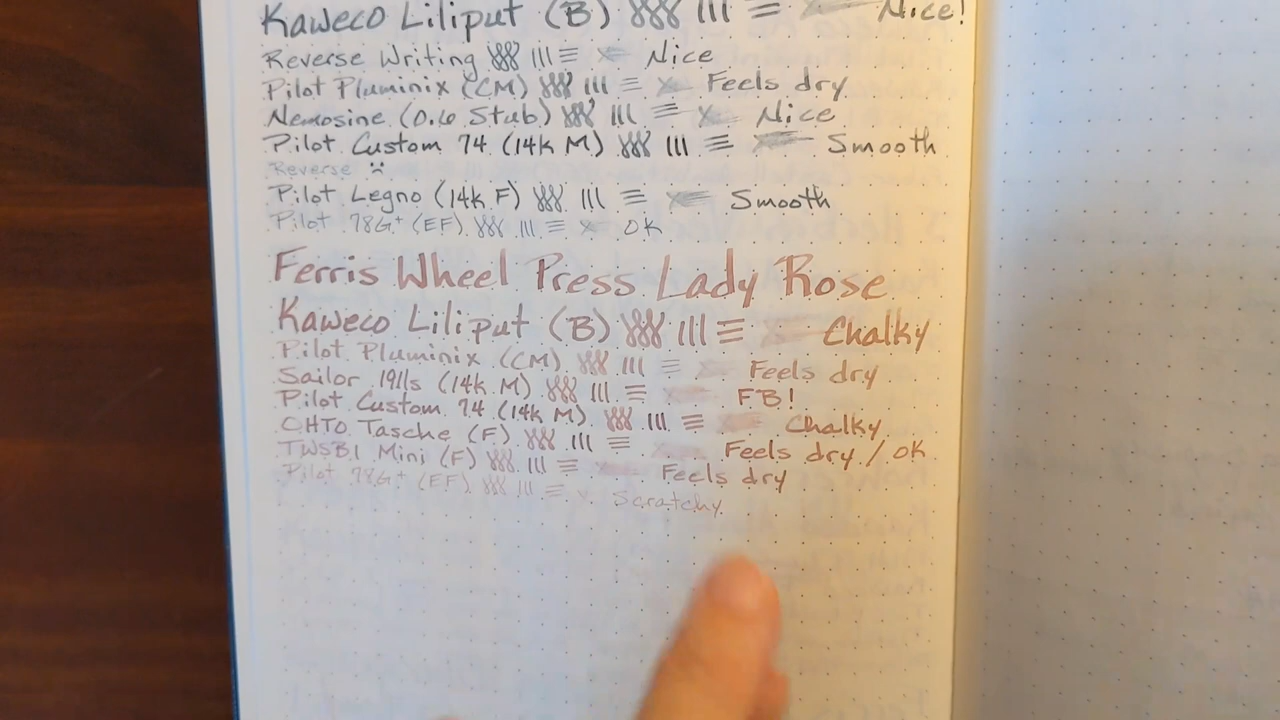 Kaweco Liliput (B) Nice!
Reverse Writing Nice
Pilot Pluminix (CM) Feels dry
Nemosine (0.6 Stub) Nice
Pilot Custom 74 (14k M) Smooth
Reverse
Pilot Legno (14k F) Smooth
Pilot 78G+ (EF) OK
Ferris Wheel Press Lady Rose
Kaweco Liliput (B) Chalky
Pilot Pluminix (CM) Feels dry
Sailor 1911s (14k M) FB!
Pilot Custom 74 (14k M) Chalky
OHTO Tasche (F) Feels dry / OK
TWSBI Mini (F) Feels dry
Pilot 78G+ (EF) Scratchy